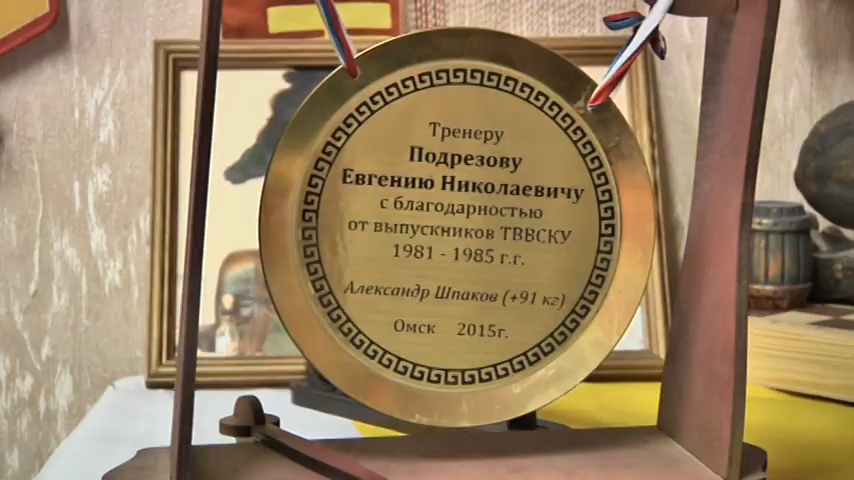 Тренеру
Подрезову
Евгению Николаевичу
с благодарностью
от выпускников ТВВСКУ
1981 - 1985 г.г.
Александр Шпаков (+91 кг)
Омск 2015г.